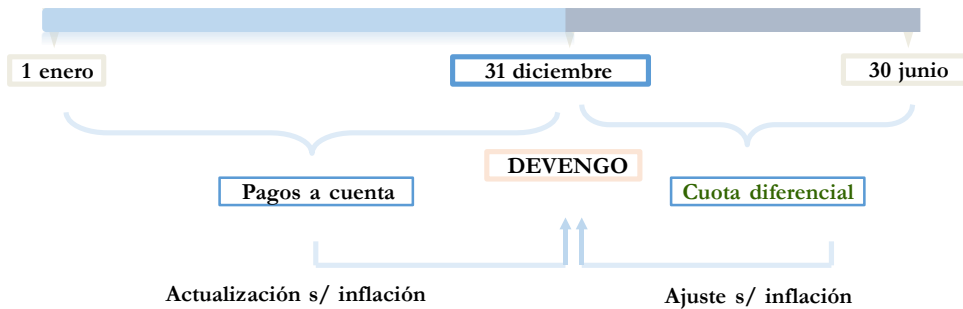 1 enero
31 diciembre
30 junio
DEVENGO
Pagos a cuenta
Cuota diferencial
Actualización s/ inflación
Ajuste s/ inflación